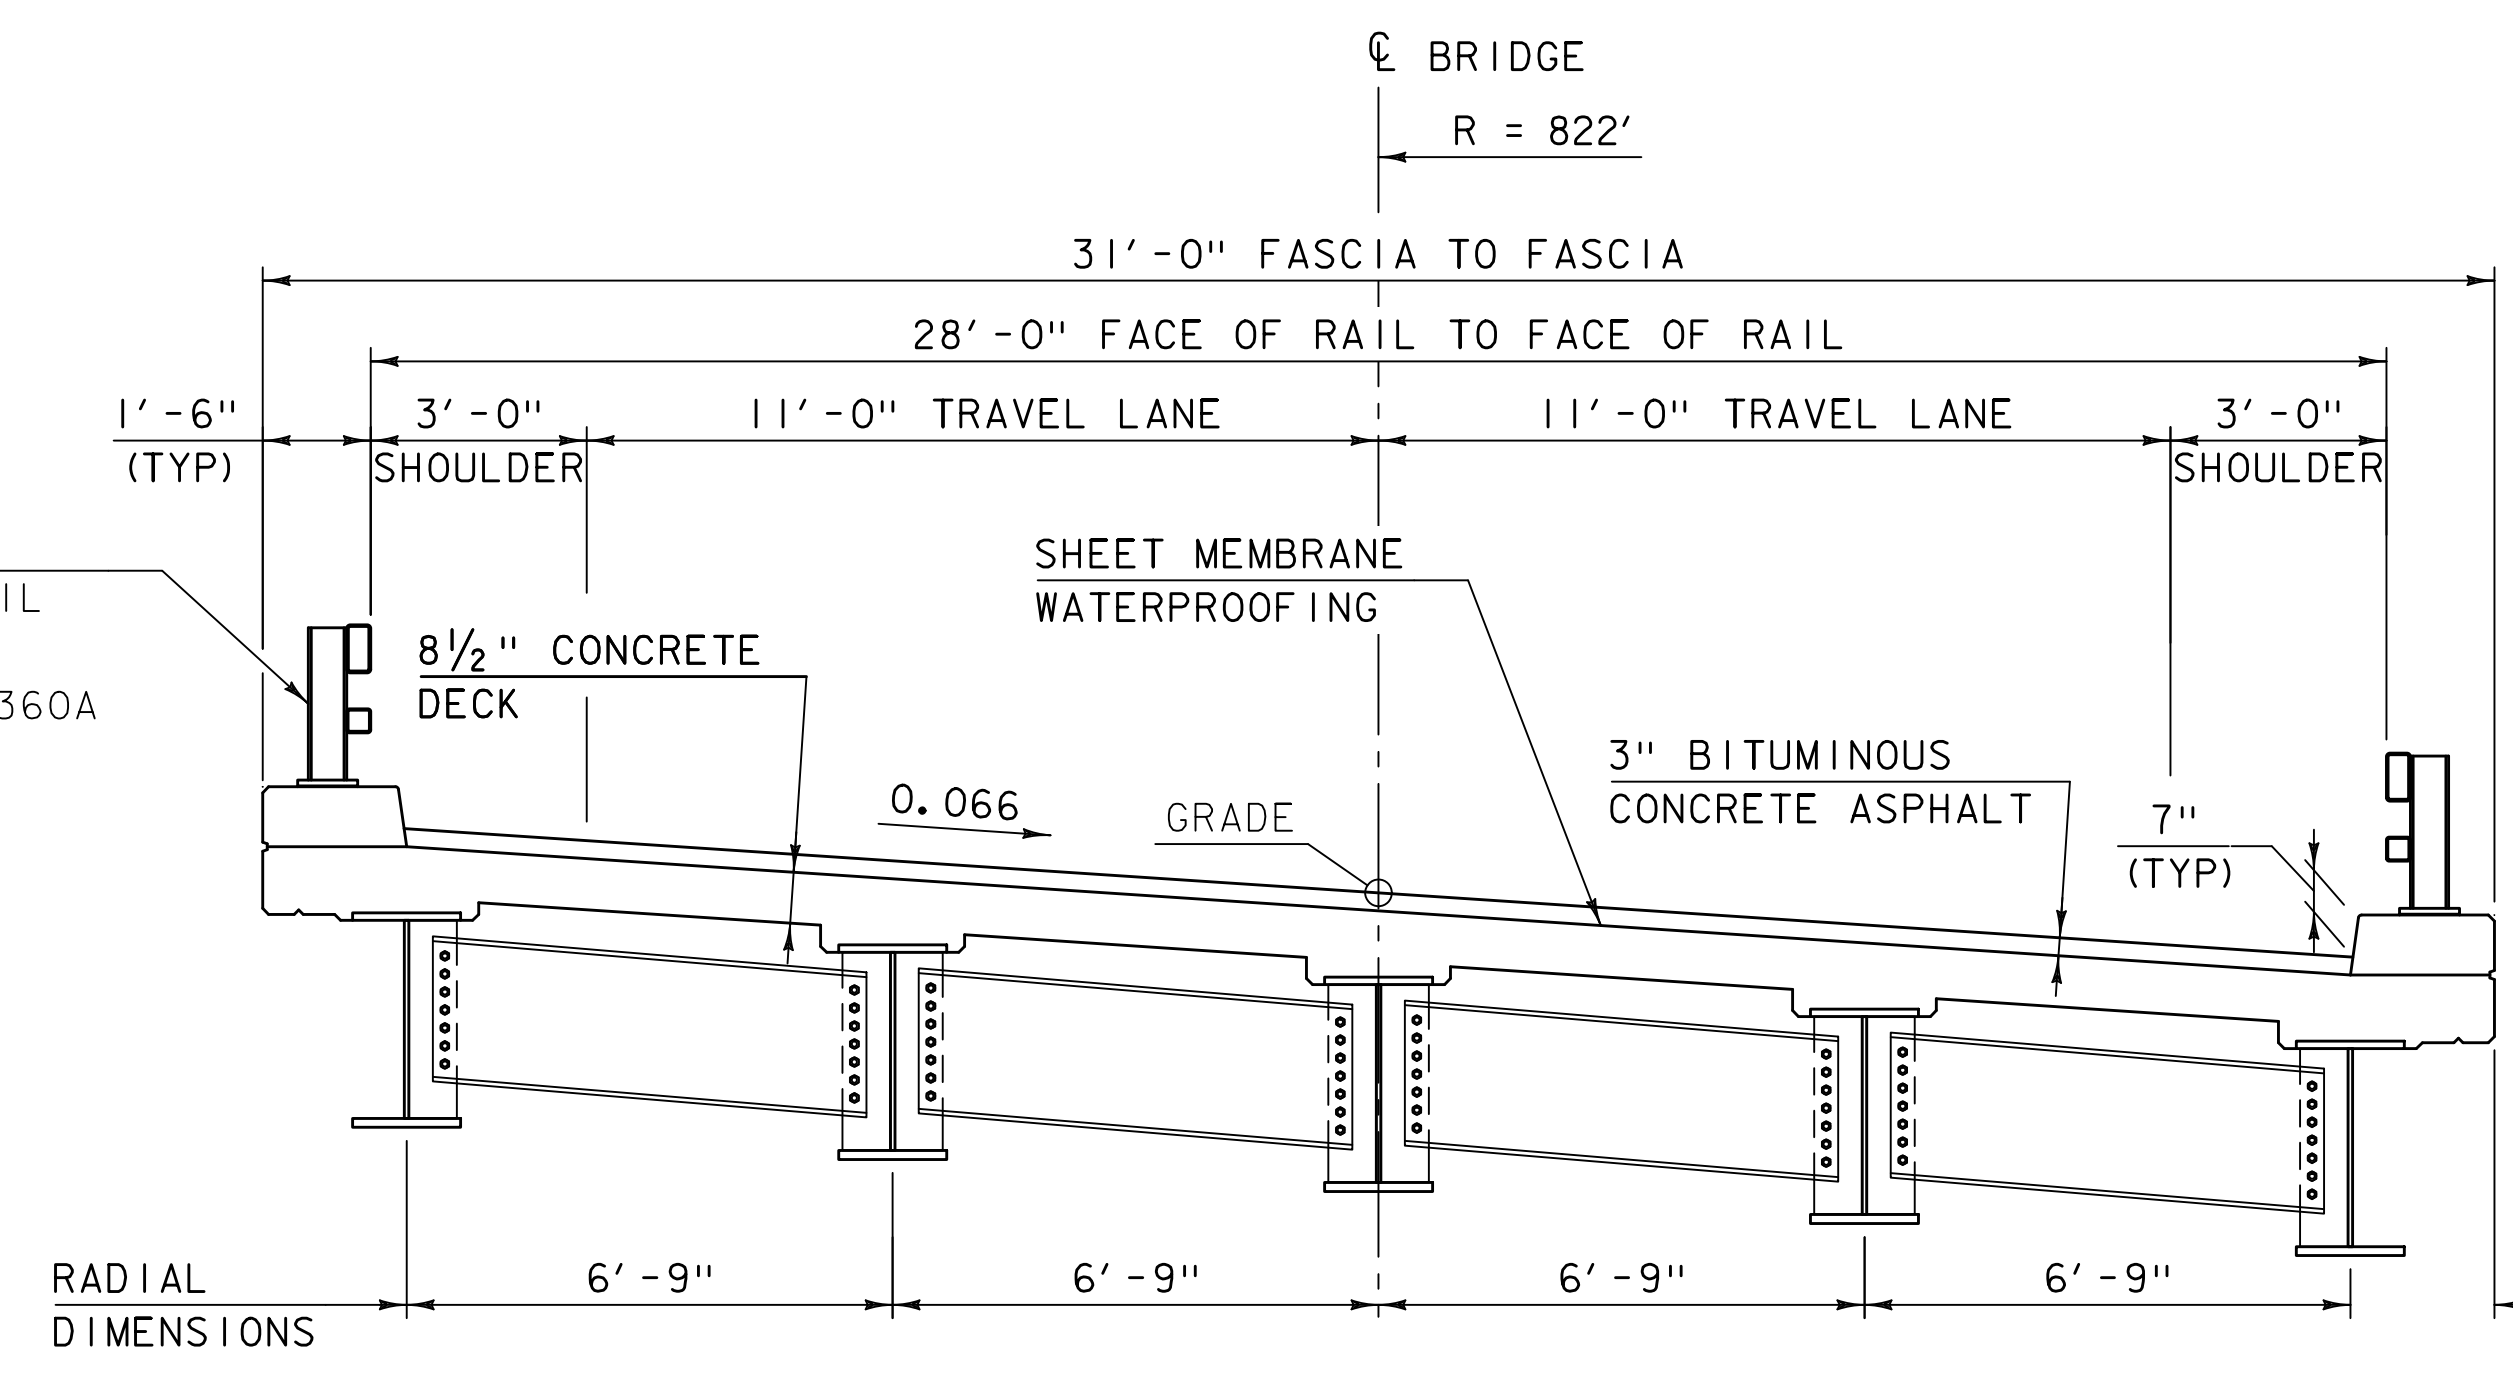 ℄ BRIDGE
R = 822'
31'-0" FASCIA TO FASCIA
28'-0" FACE OF RAIL TO FACE OF RAIL
1'-6"
(TYP)
3'-0"
SHOULDER
11'-0" TRAVEL LANE
11'-0" TRAVEL LANE
3'-0"
SHOULDER
SHEET MEMBRANE
WATERPROOFING
8½" CONCRETE
DECK
360A
3" BITUMINOUS
CONCRETE ASPHALT
0.066
GRADE
7"
(TYP)
RADIAL
DIMENSIONS
6'-9"
6'-9"
6'-9"
6'-9"